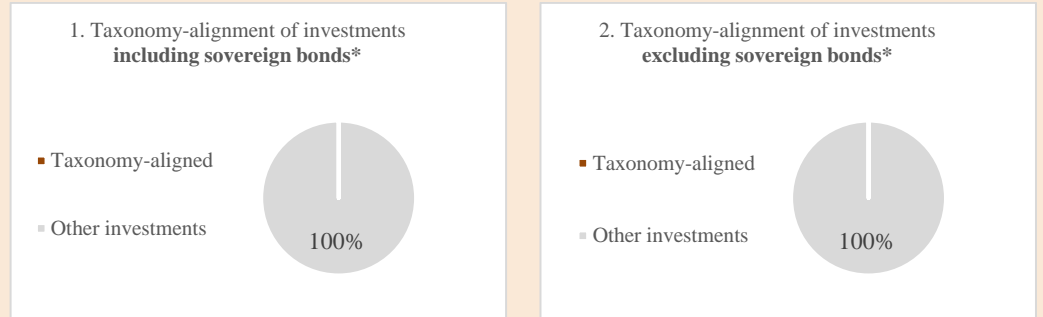 1. Taxonomy-alignment of investments
including sovereign bonds*
Taxonomy-aligned
Other investments
100%
2. Taxonomy-alignment of investments
excluding sovereign bonds*
Taxonomy-aligned
Other investments
100%